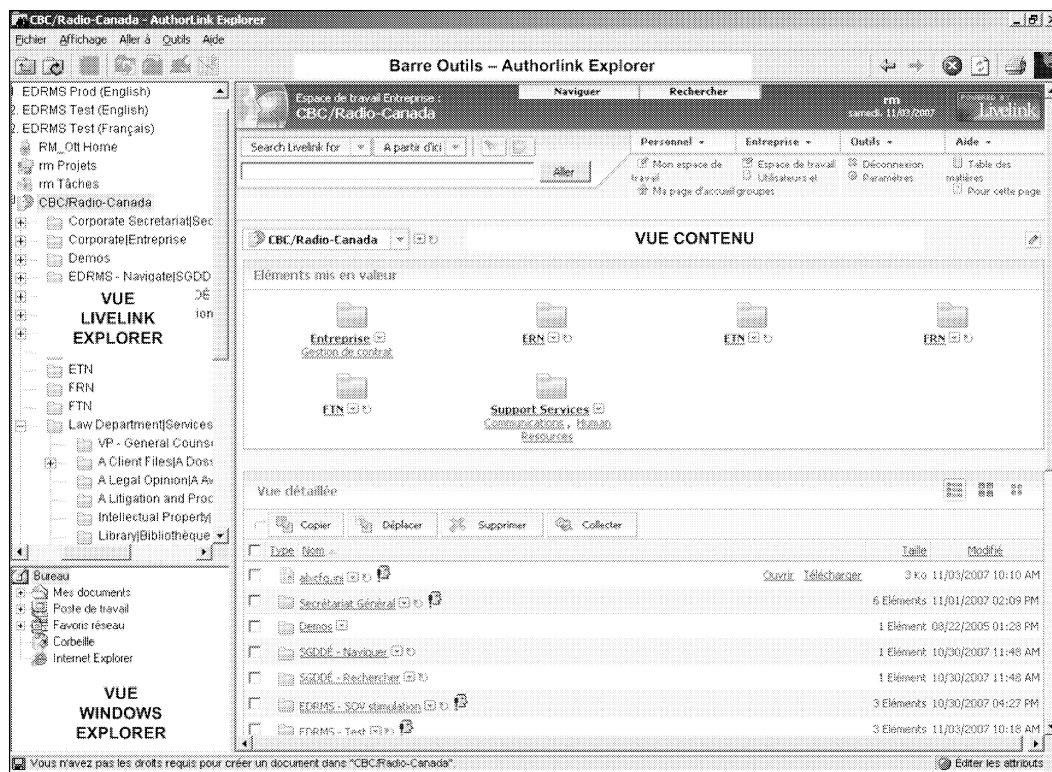 CBC/Radio-Canada - AuthorLink Explorer
Fichier Affichage Aller à Outils Aide
Barre Outils – Authorlink Explorer
EDRMS Prod (English)
2. EDRMS Test (English)
2. EDRMS Test (Français)
RM_Ott Home
rm Projets
rm Tâches
CBC/Radio-Canada
Corporate Secretariat|Sec
Corporate|Entreprise
Demos
EDRMS - Navigate|SGDD
VUE
LIVELINK
EXPLORER
ion
ETN
FRN
FTN
Law Department|Services
VP - General Couns
A Client Files|A Doss
A Legal Opinion|A Av
A Litigation and Proc
Intellectual Property|
Library|Bibliothèque
Bureau
Mes documents
Poste de travail
Favoris réseau
Corbeille
Internet Explorer
VUE
WINDOWS
EXPLORER
Espace de travail Entreprise :
CBC/Radio-Canada
Naviguer Rechercher
rm
samedi, 11/03/2007
POWERED BY
Livelink
Search Livelink for A partir d'ici
Aller
Personnel Entreprise Outils Aide
Mon espace de travail
Ma page d'accueil
Espace de travail
Utilisateurs et groupes
Déconnexion
Paramètres
Table des matières
Pour cette page
CBC/Radio-Canada
VUE CONTENU
Eléments mis en valeur
Entreprise
Gestion de contrat
ERN
ETN
FRN
FTN
Support Services
Communications, Human
Resources
Vue détaillée
Copier Déplacer Supprimer Collecter
Type Nom Taille Modifié
abxcfg.ini Ouvrir Télécharger 3 Ko 11/03/2007 10:10 AM
Secrétariat Général 6 Eléments 11/01/2007 02:09 PM
Demos 1 Elément 08/22/2005 01:28 PM
SGDDÉ - Naviguer 1 Elément 10/30/2007 11:48 AM
SGDDÉ - Rechercher 1 Elément 10/30/2007 11:48 AM
EDRMS - SOV stimulation 3 Eléments 10/30/2007 04:27 PM
EDRMS - Test 3 Eléments 11/03/2007 10:18 AM
Vous n'avez pas les droits requis pour créer un document dans "CBC/Radio-Canada".
Editer les attributs